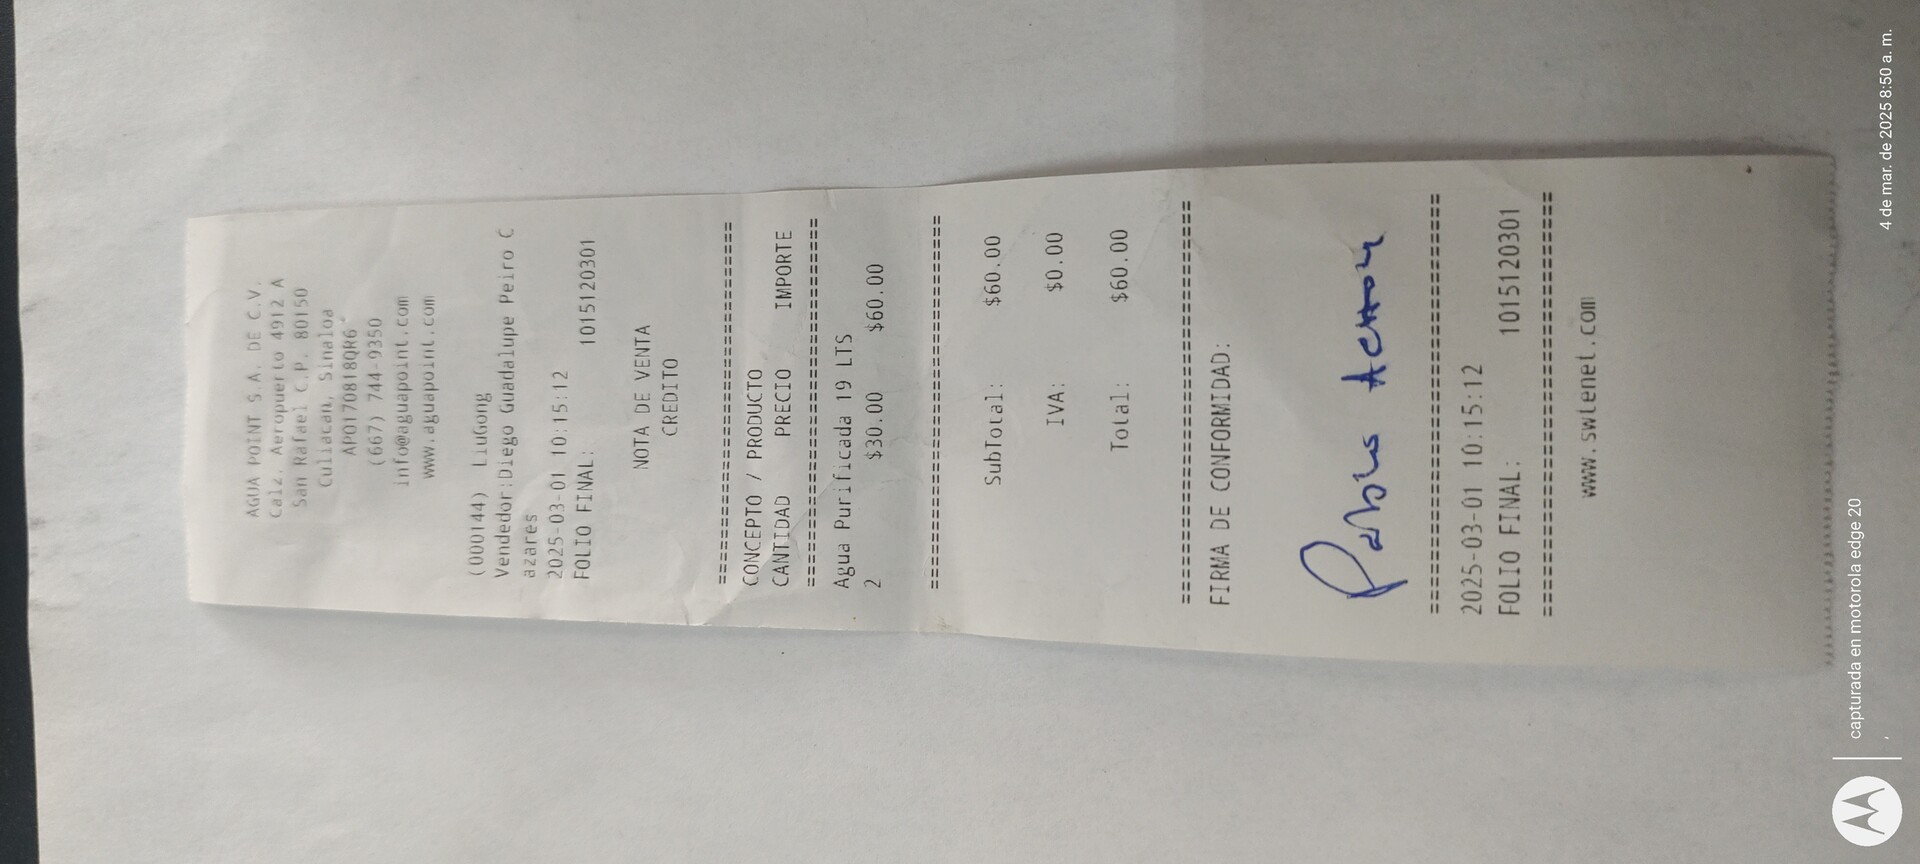 AGUA POINT S.A. DE C.V.
Calz. Aeropuerto 4912 A
San Rafael C.P. 80150
Culiacan, Sinaloa
APO170818QR6
(667) 744-9350
info@aguapoint.com
www.aguapoint.com
(000144) LiuGong
Vendedor:Diego Guadalupe Peiro C
azares
2025-03-01 10:15:12
FOLIO FINAL: 1015120301
NOTA DE VENTA
CREDITO
================================
CONCEPTO / PRODUCTO
CANTIDAD PRECIO IMPORTE
================================
Agua Purificada 19 LTS
2 $30.00 $60.00
================================
SubTotal: $60.00
IVA: $0.00
Total: $60.00
================================
FIRMA DE CONFORMIDAD:
================================
2025-03-01 10:15:12
FOLIO FINAL: 1015120301
================================
www.swtenet.com
capturada en motorola edge 20
4 de mar. de 2025 8:50 a. m.